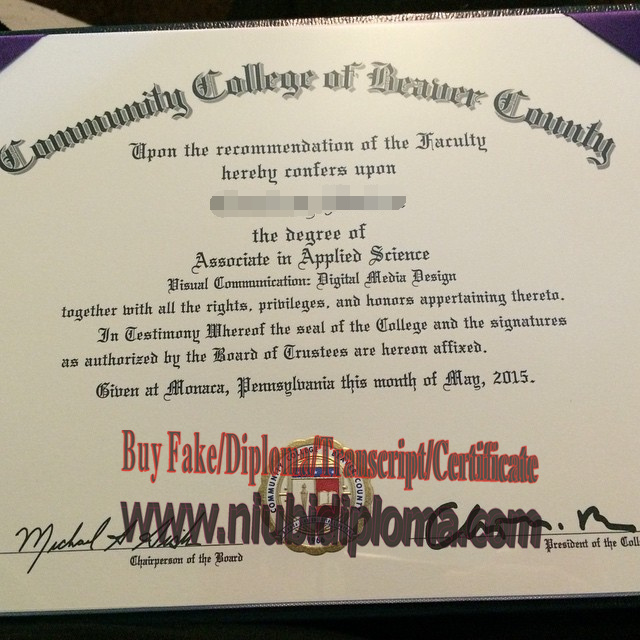 Community College of Beaver County
Upon the recommendation of the Faculty
hereby confers upon
the degree of
Associate in Applied Science
Visual Communication: Digital Media Design
together with all the rights, privileges, and honors appertaining thereto.
In Testimony Whereof the seal of the College and the signatures
as authorized by the Board of Trustees are hereon affixed.
Given at Monaca, Pennsylvania this month of May, 2015.
Buy Fake/Diploma/Transcript/Certificate
www.niubidiploma.com
Michael
Chairperson of the Board
President of the Coll